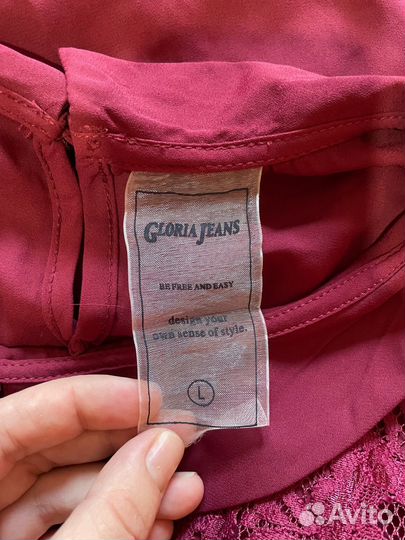 GLORIA JEANS
BE FREE AND EASY
design your
own sense of style.
L
Avito